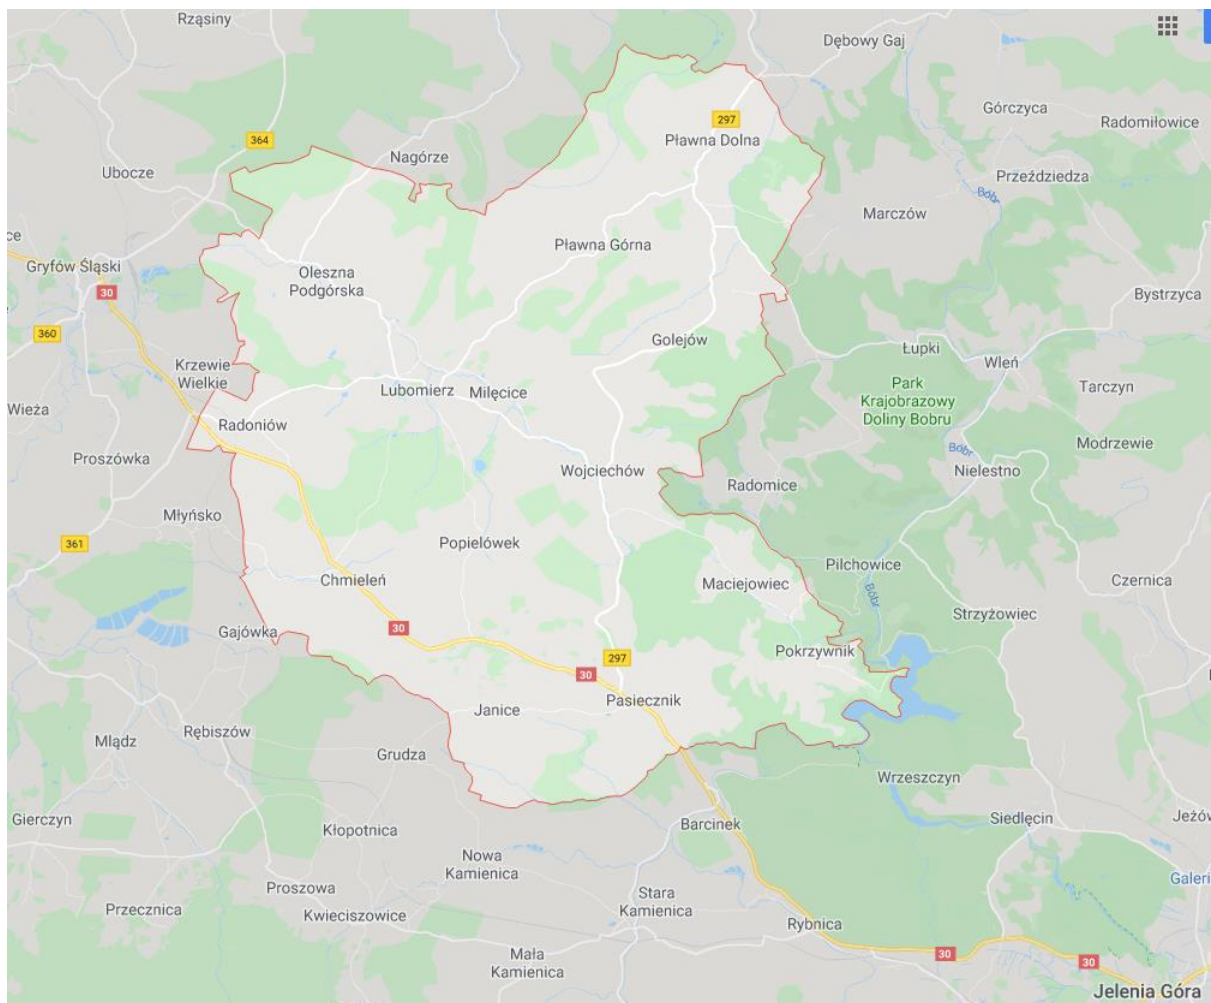 Rząsiny
Dębowy Gaj
297
Górczyca
Radomiłowice
364
Pławna Dolna
Nagórze
Ubocze
Przeździedza
Bóbr
Marczów
ce
Pławna Górna
Gryfów Śląski
Oleszna
Podgórska
30
Bystrzyca
360
Golejów
Łupki
Wleń
Krzewie
Wielkie
Lubomierz
Milęcice
Park
Krajobrazowy
Doliny Bobru
Tarczyn
Wieża
Radoniów
Proszówka
Modrzewie
Bóbr
Wojciechów
Radomice
Nielestno
Młyńsko
361
Popielówek
Pilchowice
Chmieleń
Maciejowiec
Czernica
Bóbr
Strzyżowiec
Gajówka
30
297
Pokrzywnik
30
Pasiecznik
Janice
Rębiszów
Mlądz
Grudza
Wrzeszczyn
Gierczyn
Kłopotnica
Barcinek
Siedlęcin
Jeżów
Nowa
Kamienica
Galeri
Proszowa
Stara
Kamienica
Przecznica
Kwieciszowice
Rybnica
Mała
Kamienica
30
30
Jelenia Góra